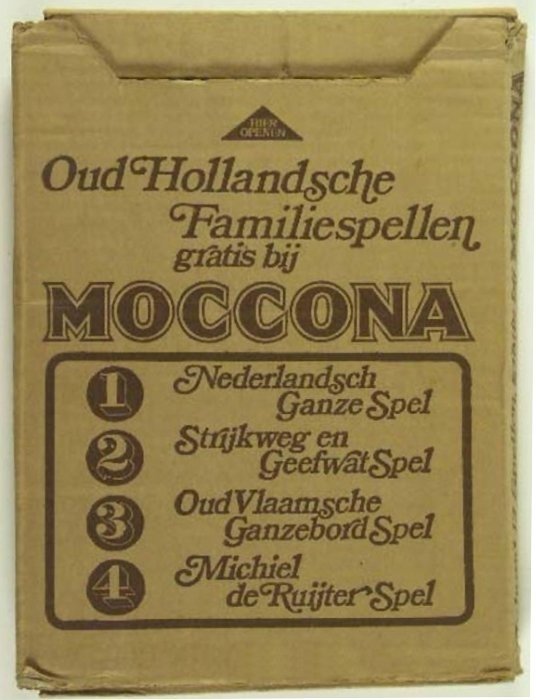 HIER
OPENEN
Oud Hollandsche
Familiespellen
gratis bij
MOCCONA
1 Nederlandsch
Ganze Spel
2 Strijkweg en
Geefwat Spel
3 Oud Vlaamsche
Ganzebord Spel
4 Michiel
de Ruijter Spel
MOCCONA